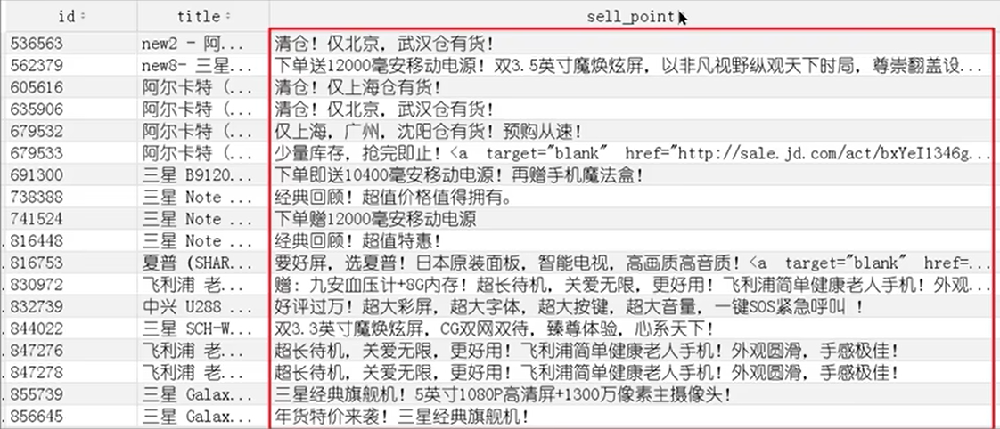 id title sell_point
536563 new2 - 阿... 清仓！仅北京，武汉仓有货！
562379 new8- 三星... 下单送12000毫安移动电源！双3.5英寸魔焕炫屏，以非凡视野纵观天下时局，尊崇翻盖设...
605616 阿尔卡特 (... 清仓！仅上海仓有货！
635906 阿尔卡特 (... 清仓！仅北京，武汉仓有货！
679532 阿尔卡特 (... 仅上海，广州，沈阳仓有货！预购从速！
679533 阿尔卡特 (... 少量库存，抢完即止！<a target="blank" href="http://sale.jd.com/act/bxYeI1346g...
691300 三星 B9120... 下单即送10400毫安移动电源！再赠手机魔法盒！
738388 三星 Note ... 经典回顾！超值价格值得拥有。
741524 三星 Note ... 下单赠12000毫安移动电源
816448 三星 Note ... 经典回顾！超值特惠！
816753 夏普 (SHAR... 要好屏，选夏普！日本原装面板，智能电视，高画质高音质！<a target="blank" href=...
830972 飞利浦 老... 赠：九安血压计+8G内存！超长待机，关爱无限，更好用！飞利浦简单健康老人手机！外观...
832739 中兴 U288 ... 好评过万！超大彩屏，超大字体，超大按键，超大音量，一键SOS紧急呼叫 ！
844022 三星 SCH-W... 双3.3英寸魔焕炫屏，CG双网双待，臻尊体验，心系天下！
847276 飞利浦 老... 超长待机，关爱无限，更好用！飞利浦简单健康老人手机！外观圆滑，手感极佳！
847278 飞利浦 老... 超长待机，关爱无限，更好用！飞利浦简单健康老人手机！外观圆滑，手感极佳！
855739 三星 Galax... 三星经典旗舰机！5英寸1080P高清屏+1300万像素主摄像头！
856645 三星 Galax... 年货特价来袭！三星经典旗舰机！